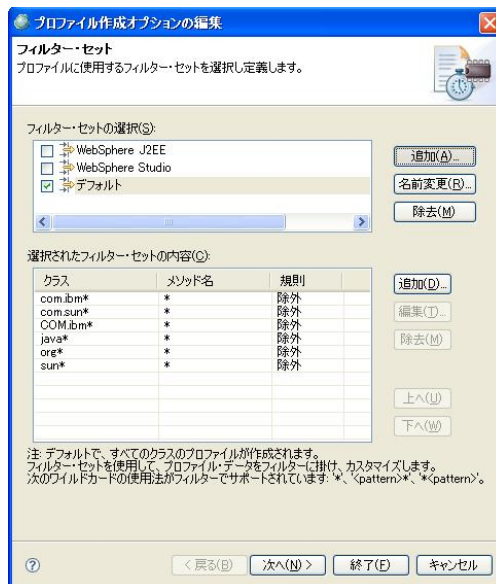 プロファイル作成オプションの編集
フィルター・セット
プロファイルに使用するフィルター・セットを選択し定義します。
フィルター・セットの選択(S):
WebSphere J2EE
WebSphere Studio
デフォルト
追加(A)...
名前変更(R)...
除去(M)
選択されたフィルター・セットの内容(C):
クラス メソッド名 規則
com.ibm* * 除外
com.sun* * 除外
COM.ibm* * 除外
java* * 除外
org* * 除外
sun* * 除外
追加(D)...
編集(T)...
除去(M)
上へ(U)
下へ(W)
注: デフォルトで、すべてのクラスのプロファイルが作成されます。
フィルター・セットを使用して、プロファイル・データをフィルターに掛け、カスタマイズします。
次のワイルドカードの使用法がフィルターでサポートされています: '*'、'<pattern>*'、'*<pattern>'。
?
< 戻る(B) 次へ(N) > 終了(F) キャンセル